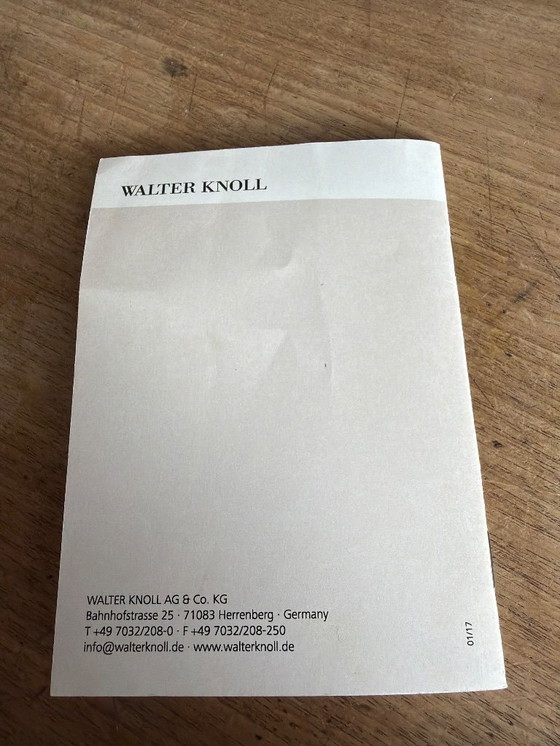 WALTER KNOLL
WALTER KNOLL AG & Co. KG
Bahnhofstrasse 25 · 71083 Herrenberg · Germany
T +49 7032/208-0 · F +49 7032/208-250
info@walterknoll.de · www.walterknoll.de
01/17